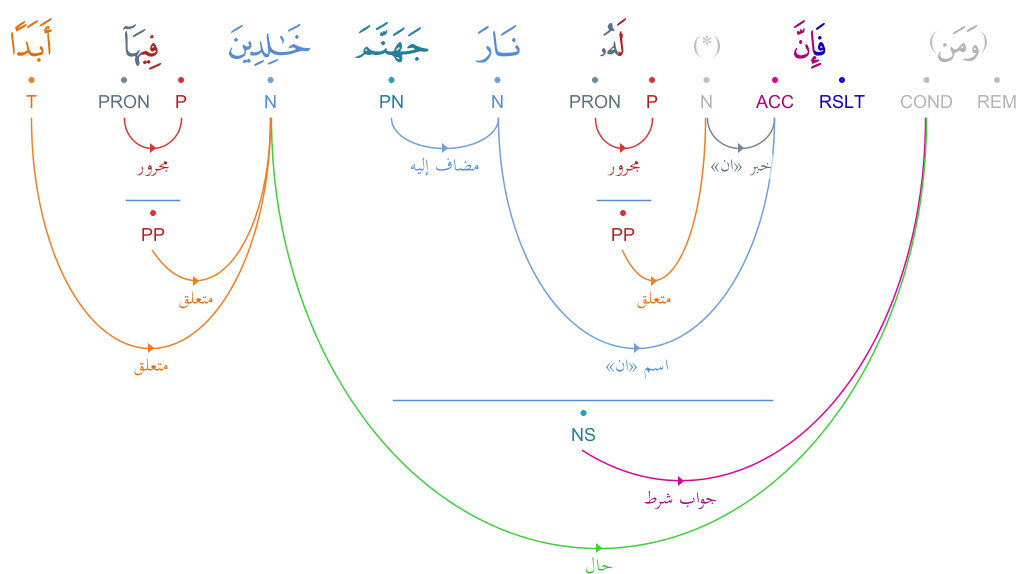 (وَمَن) فَإِنَّ (*) لَهُۥ نَارَ جَهَنَّمَ خَـٰلِدِينَ فِيهَآ أَبَدًا
T PRON P N PN N PRON P N ACC RSLT COND REM
مجرور مضاف إليه مجرور خبر «ان»
PP PP
متعلق متعلق
متعلق اسم «ان»
NS
جواب شرط
حال